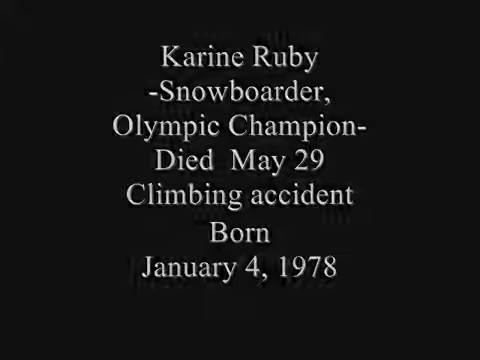 Karine Ruby
-Snowboarder,
Olympic Champion-
Died May 29
Climbing accident
Born
January 4, 1978